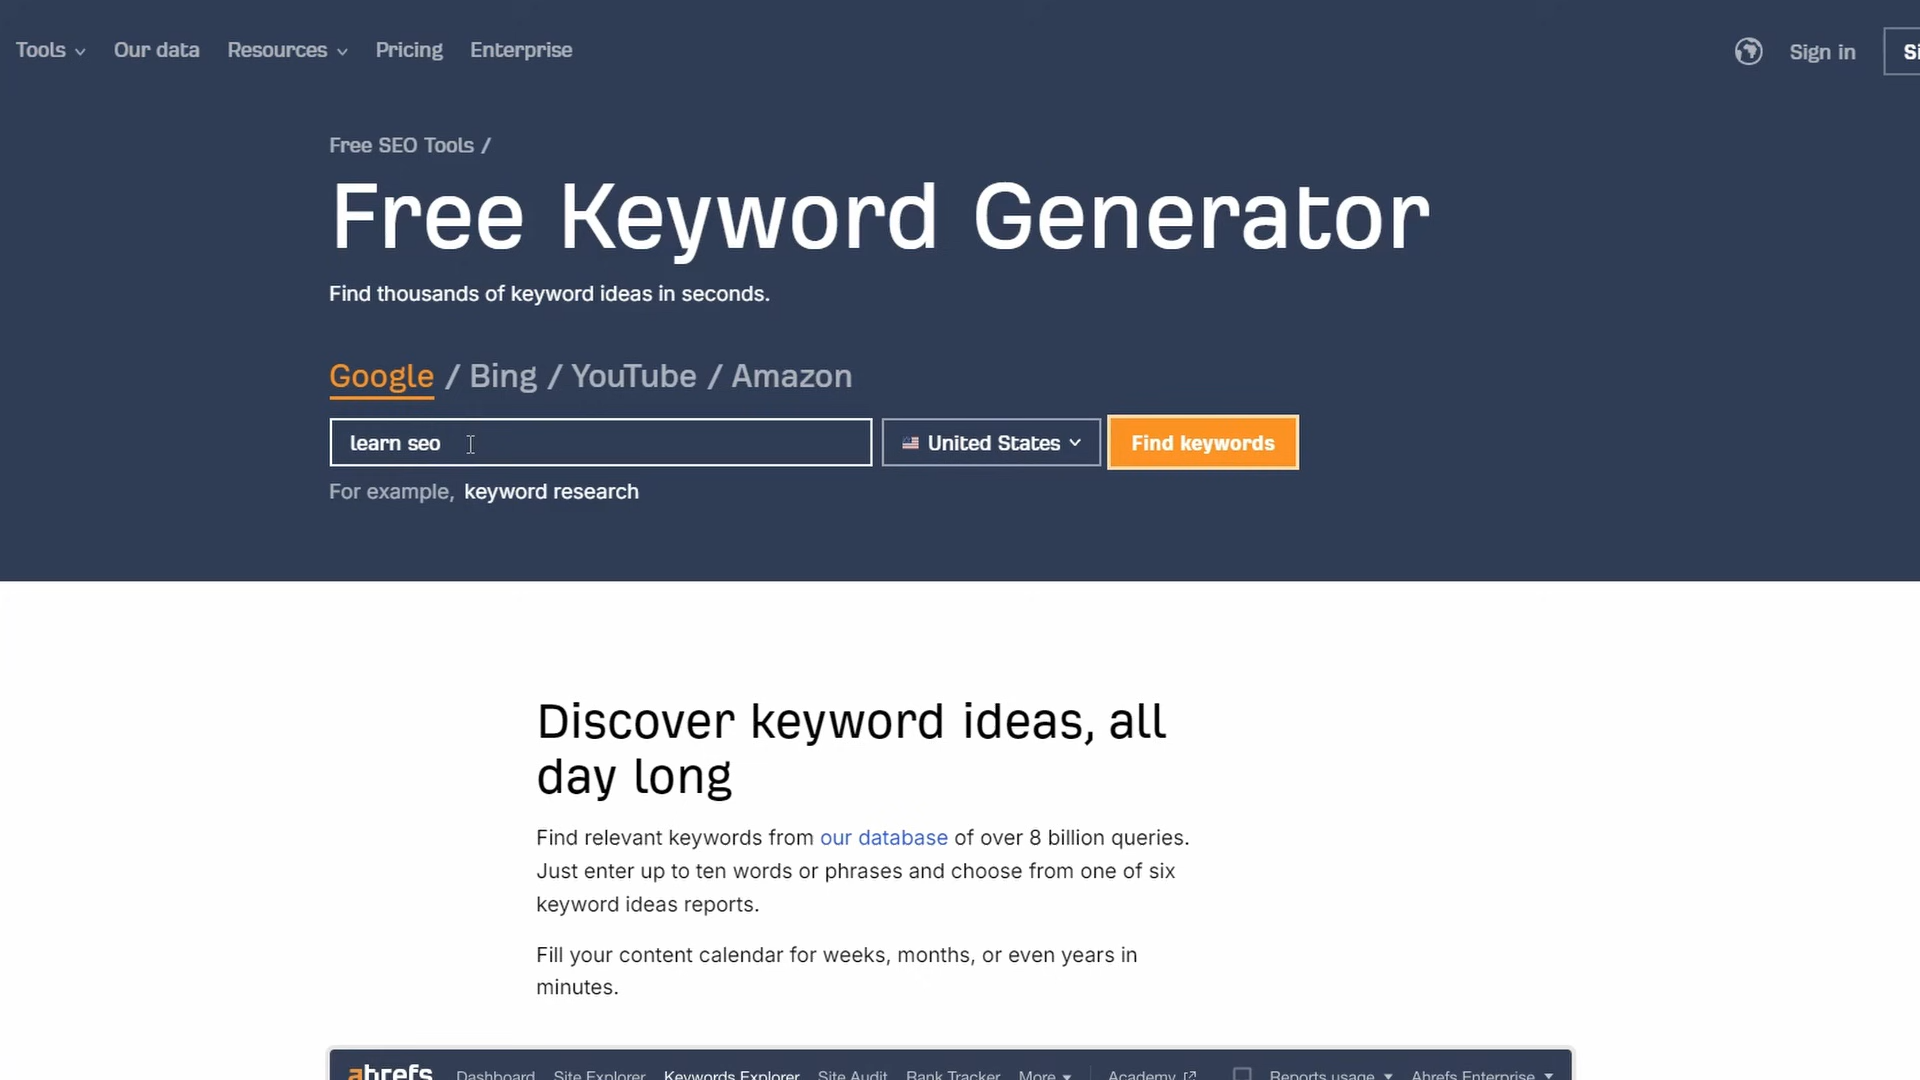 Tools Our data Resources Pricing Enterprise Sign in
Free SEO Tools /
Free Keyword Generator
Find thousands of keyword ideas in seconds.
Google / Bing / YouTube / Amazon
learn seo United States Find keywords
For example, keyword research
Discover keyword ideas, all
day long
Find relevant keywords from our database of over 8 billion queries.
Just enter up to ten words or phrases and choose from one of six
keyword ideas reports.
Fill your content calendar for weeks, months, or even years in
minutes.
ahrefs Dashboard Site Explorer Keywords Explorer Site Audit Rank Tracker More Academy Reports usage Ahrefs Enterprise